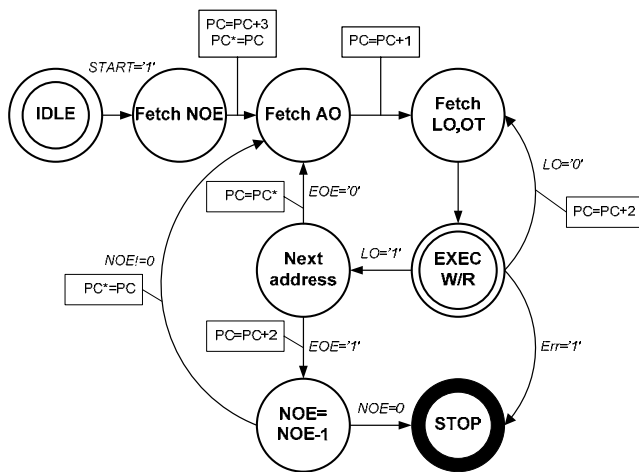 PC=PC+3
PC*=PC
PC=PC+1
START='1'
IDLE
Fetch NOE
Fetch AO
Fetch
LO,OT
LO='0'
PC=PC+2
PC=PC*
EOE='0'
Next
address
LO='1'
EXEC
W/R
NOE!=0
PC*=PC
PC=PC+2
EOE='1'
Err='1'
NOE=
NOE-1
NOE=0
STOP